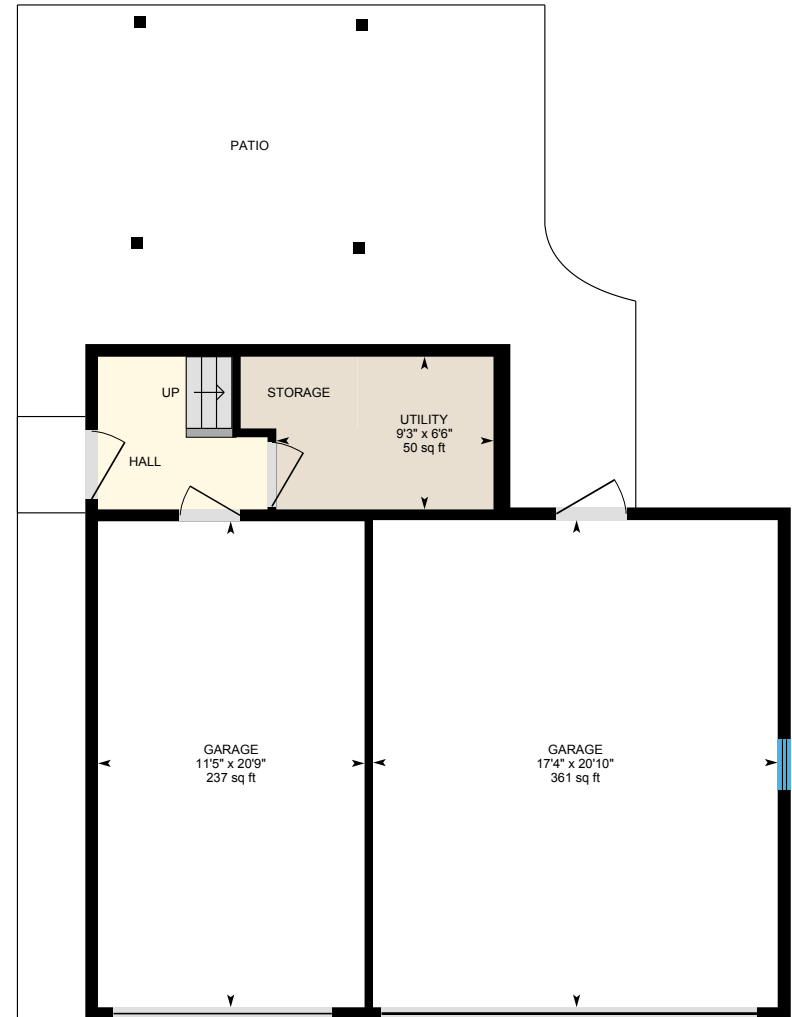 PATIO
UP
STORAGE
UTILITY
9'3" x 6'6"
50 sq ft
HALL
GARAGE
11'5" x 20'9"
237 sq ft
GARAGE
17'4" x 20'10"
361 sq ft